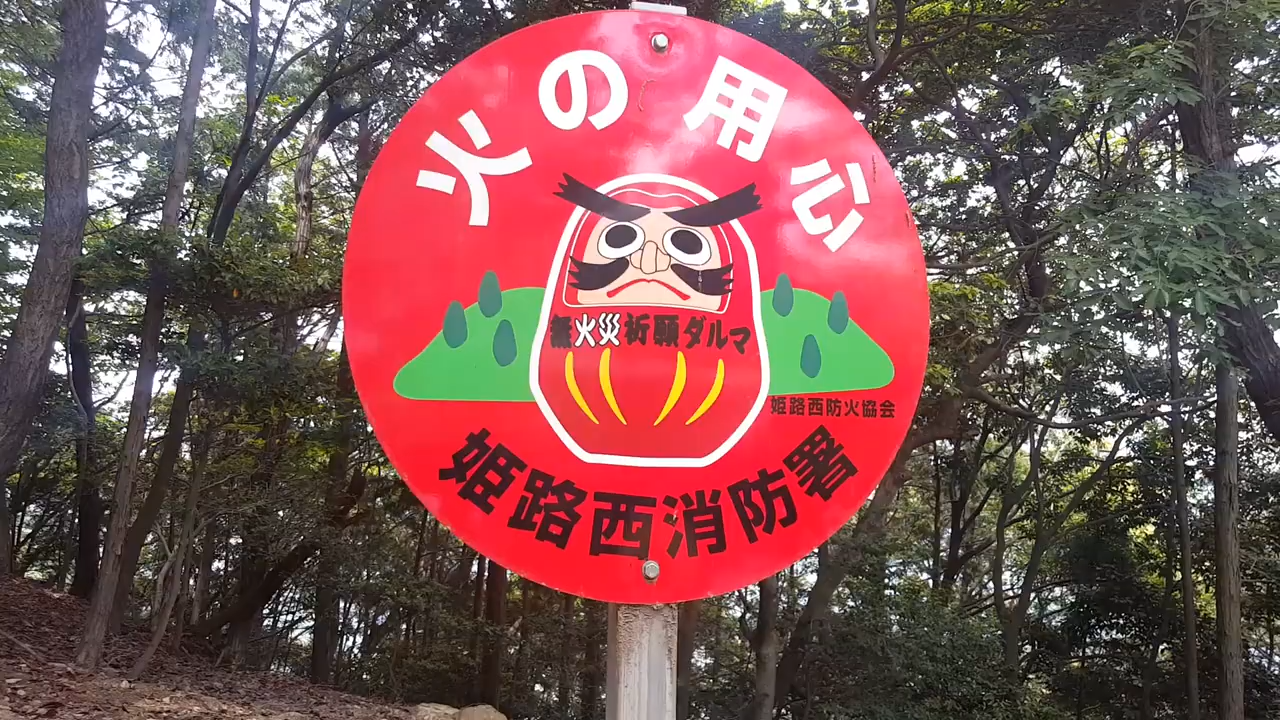 火の用心
無火災祈願ダルマ
姫路西防火協会
姫路西消防署